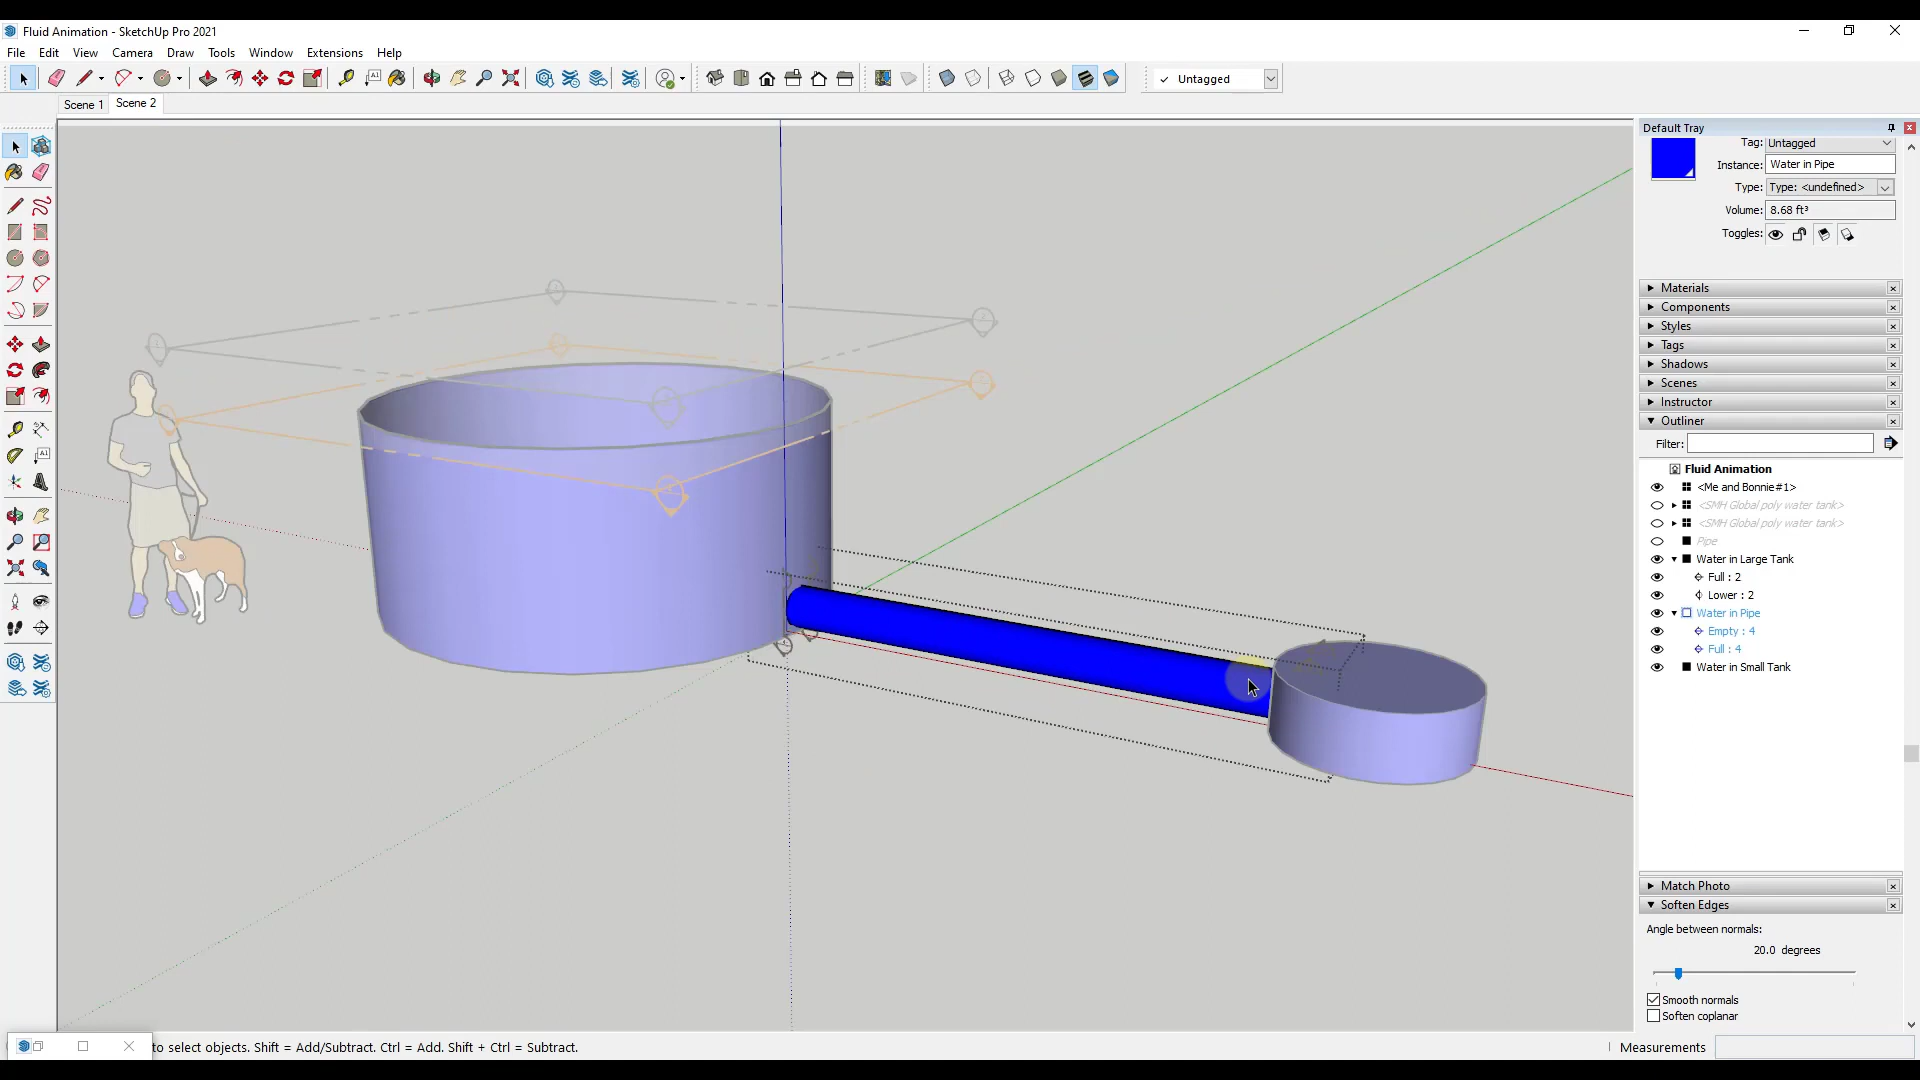 Fluid Animation - SketchUp Pro 2021
File Edit View Camera Draw Tools Window Extensions Help
Untagged
Scene 1 Scene 2
Default Tray
Tag: Untagged
Instance: Water in Pipe
Type: Type: <undefined>
Volume: 8.68 ft³
Toggles:
Materials
Components
Styles
Tags
Shadows
Scenes
Instructor
Outliner
Filter:
Fluid Animation
<Me and Bonnie#1>
<SMH Global poly water tank>
<SMH Global poly water tank>
Pipe
Water in Large Tank
Full : 2
Lower : 2
Water in Pipe
Empty : 4
Full : 4
Water in Small Tank
Match Photo
Soften Edges
Angle between normals:
20.0 degrees
Smooth normals
Soften coplanar
to select objects. Shift = Add/Subtract. Ctrl = Add. Shift + Ctrl = Subtract.
Measurements